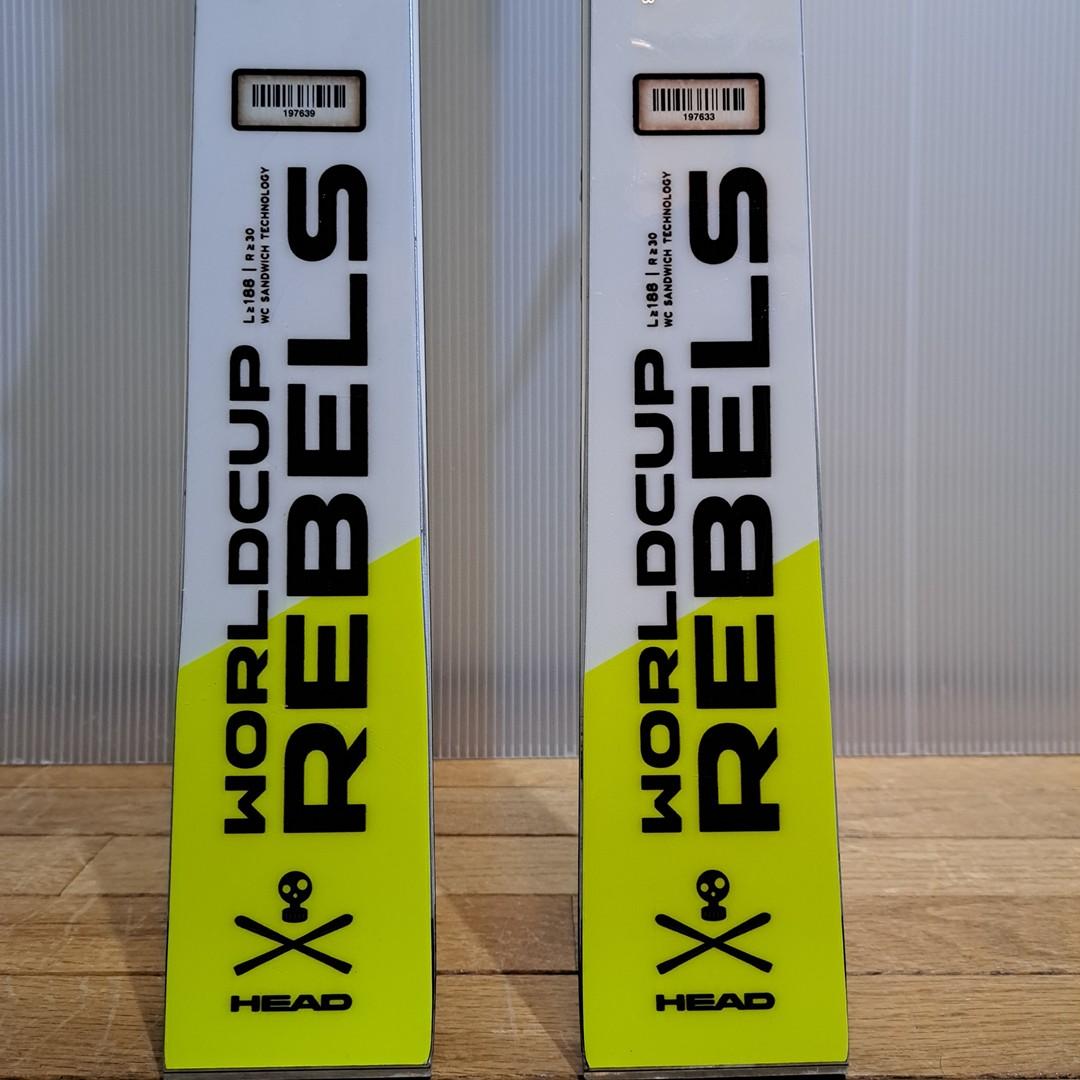 197639
L≥188 | R≥30
WC SANDWICH TECHNOLOGY
WORLDCUP
REBELS
HEAD
197633
L≥188 | R≥30
WC SANDWICH TECHNOLOGY
WORLDCUP
REBELS
HEAD